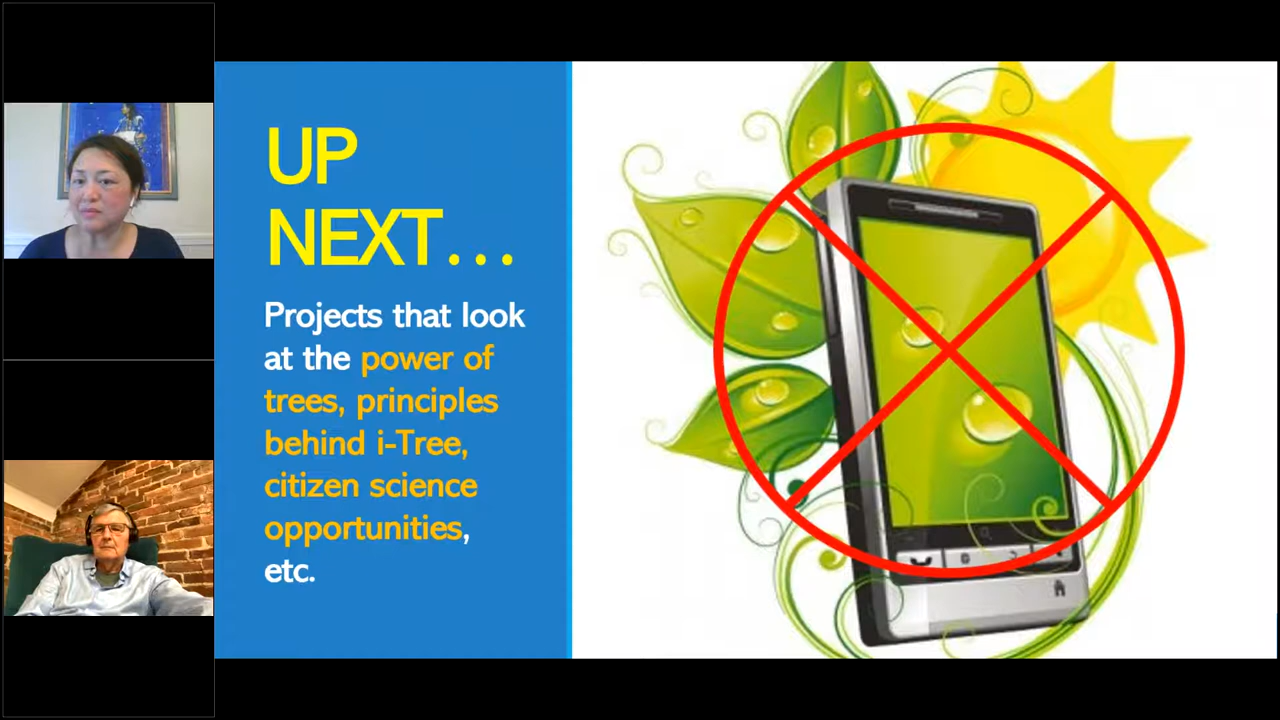 UP
NEXT…
Projects that look
at the power of
trees, principles
behind i-Tree,
citizen science
opportunities,
etc.